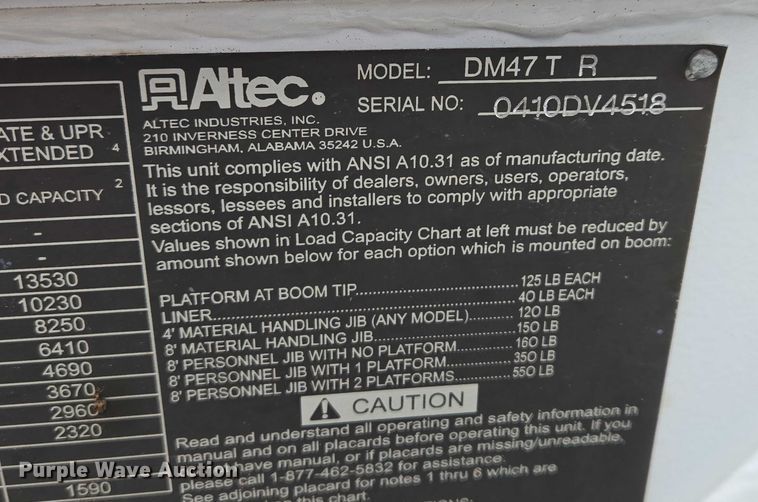 Altec.
MODEL: DM47 T R
SERIAL NO: 0410DV4518
ALTEC INDUSTRIES, INC.
210 INVERNESS CENTER DRIVE
BIRMINGHAM, ALABAMA 35242 U.S.A.
This unit complies with ANSI A10.31 as of manufacturing date.
It is the responsibility of dealers, owners, users, operators,
lessors, lessees and installers to comply with appropriate
sections of ANSI A10.31.
Values shown in Load Capacity Chart at left must be reduced by
amount shown below for each option which is mounted on boom:
PLATFORM AT BOOM TIP 125 LB EACH
LINER 40 LB EACH
4' MATERIAL HANDLING JIB (ANY MODEL) 120 LB
8' MATERIAL HANDLING JIB 150 LB
8' PERSONNEL JIB WITH NO PLATFORM 160 LB
8' PERSONNEL JIB WITH 1 PLATFORM 350 LB
8' PERSONNEL JIB WITH 2 PLATFORMS 550 LB
CAUTION
Read and understand all operating and safety information in
manual and on all placards before operating this unit. If you
have manual, or if placards are missing/unreadable,
please call 1-877-462-5832 for assistance.
See adjoining placard for notes 1 thru 6 which are
this chart.
& UPR
4
CAPACITY 2
-
-
13530
10230
8250
6410
4690
3670
2960
2320
1590
Purple Wave Auction